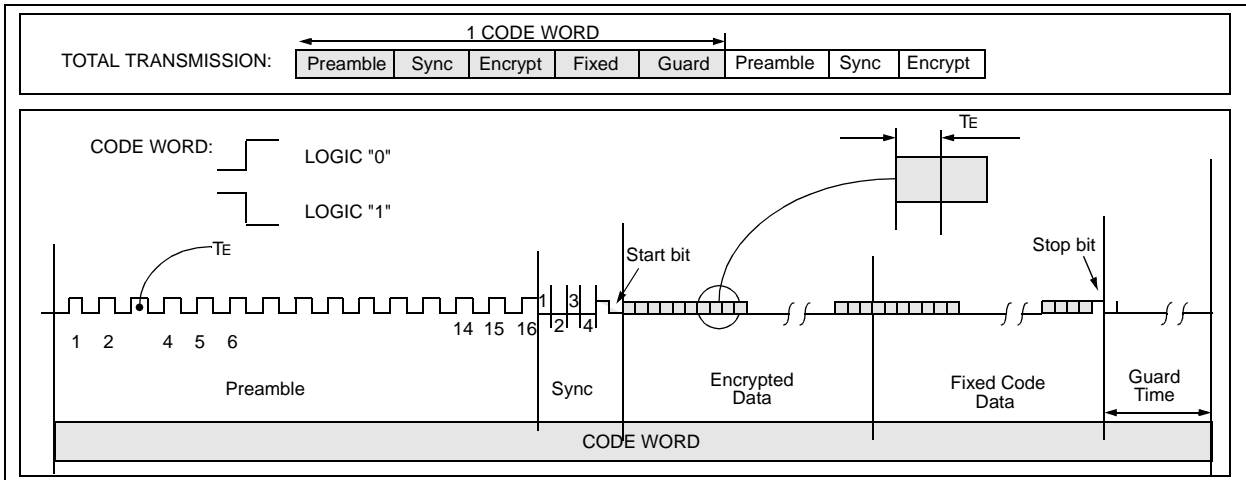 1 CODE WORD
TOTAL TRANSMISSION: Preamble Sync Encrypt Fixed Guard Preamble Sync Encrypt
TE
CODE WORD:
LOGIC "0"
LOGIC "1"
TE
Start bit
Stop bit
1 3
2 4
1 2 4 5 6 14 15 16
Preamble
Sync
Encrypted
Data
Fixed Code
Data
Guard
Time
CODE WORD